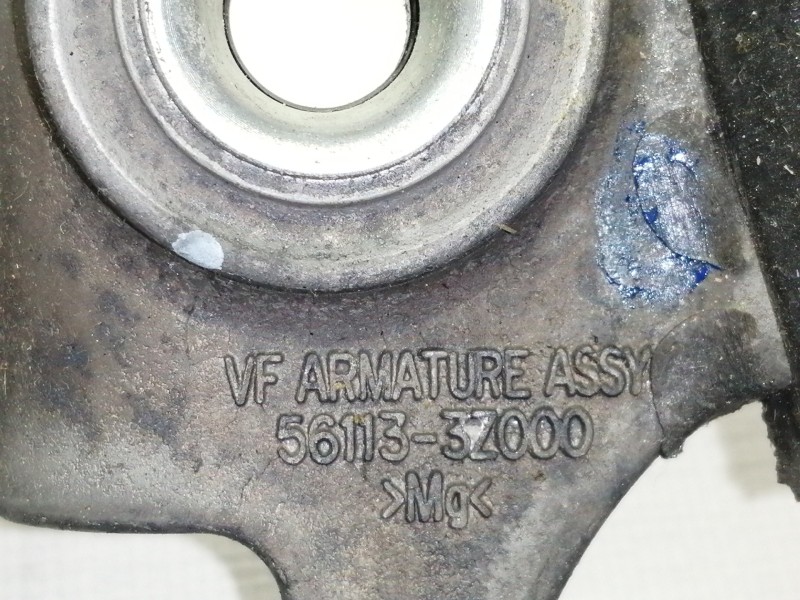 VF ARMATURE ASSY
56113-3Z000
>Mg<